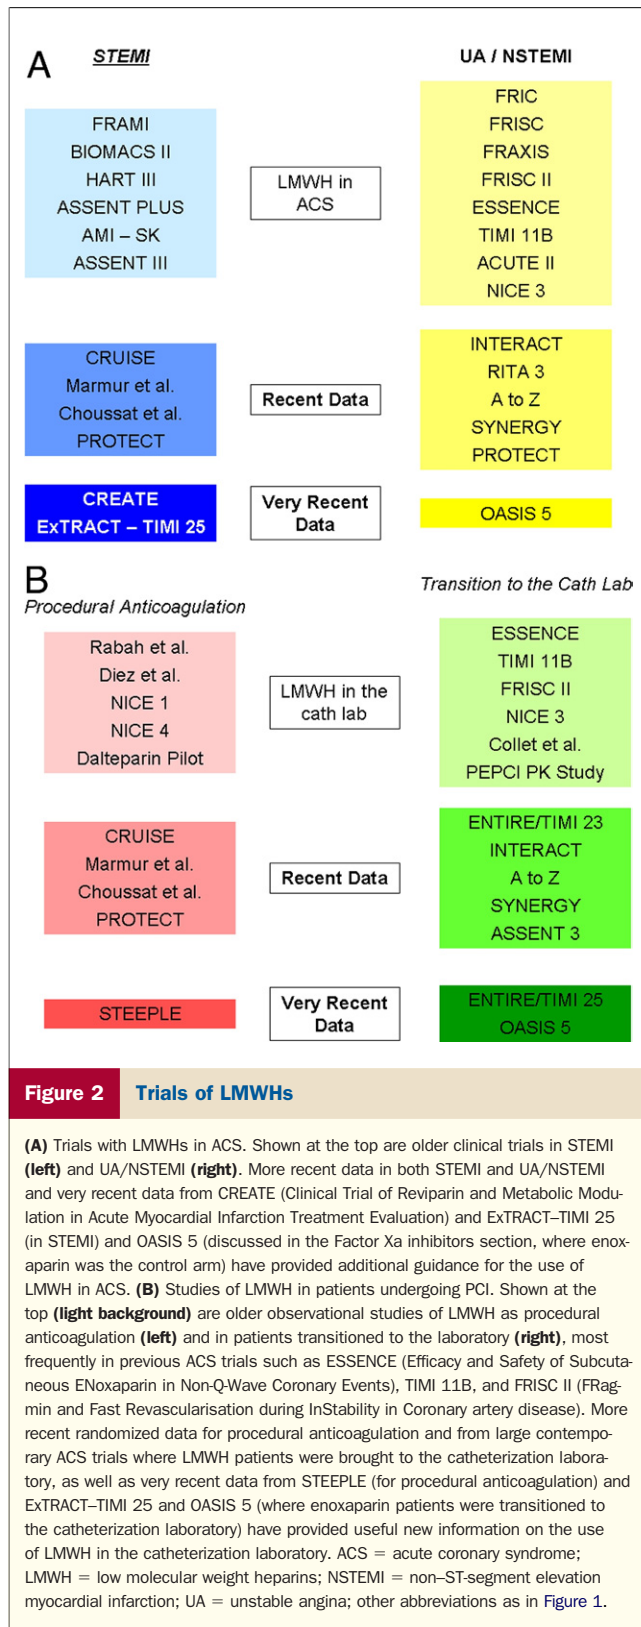 A
STEMI
UA / NSTEMI
FRAMI
BIOMACS II
HART III
ASSENT PLUS
AMI – SK
ASSENT III
LMWH in
ACS
FRIC
FRISC
FRAXIS
FRISC II
ESSENCE
TIMI 11B
ACUTE II
NICE 3
CRUISE
Marmur et al.
Choussat et al.
PROTECT
Recent Data
INTERACT
RITA 3
A to Z
SYNERGY
PROTECT
CREATE
ExTRACT – TIMI 25
Very Recent
Data
OASIS 5
B
Procedural Anticoagulation
Transition to the Cath Lab
Rabah et al.
Diez et al.
NICE 1
NICE 4
Dalteparin Pilot
LMWH in the
cath lab
ESSENCE
TIMI 11B
FRISC II
NICE 3
Collet et al.
PEPCI PK Study
CRUISE
Marmur et al.
Choussat et al.
PROTECT
Recent Data
ENTIRE/TIMI 23
INTERACT
A to Z
SYNERGY
ASSENT 3
STEEPLE
Very Recent
Data
ENTIRE/TIMI 25
OASIS 5
Figure 2 Trials of LMWHs
(A) Trials with LMWHs in ACS. Shown at the top are older clinical trials in STEMI
(left) and UA/NSTEMI (right). More recent data in both STEMI and UA/NSTEMI
and very recent data from CREATE (Clinical Trial of Reviparin and Metabolic Modu-
lation in Acute Myocardial Infarction Treatment Evaluation) and ExTRACT–TIMI 25
(in STEMI) and OASIS 5 (discussed in the Factor Xa inhibitors section, where enox-
aparin was the control arm) have provided additional guidance for the use of
LMWH in ACS. (B) Studies of LMWH in patients undergoing PCI. Shown at the
top (light background) are older observational studies of LMWH as procedural
anticoagulation (left) and in patients transitioned to the laboratory (right), most
frequently in previous ACS trials such as ESSENCE (Efficacy and Safety of Subcuta-
neous ENoxaparin in Non-Q-Wave Coronary Events), TIMI 11B, and FRISC II (FRag-
min and Fast Revascularisation during InStability in Coronary artery disease). More
recent randomized data for procedural anticoagulation and from large contempo-
rary ACS trials where LMWH patients were brought to the catheterization labora-
tory, as well as very recent data from STEEPLE (for procedural anticoagulation) and
ExTRACT–TIMI 25 and OASIS 5 (where enoxaparin patients were transitioned to
the catheterization laboratory) have provided useful new information on the use
of LMWH in the catheterization laboratory. ACS = acute coronary syndrome;
LMWH = low molecular weight heparins; NSTEMI = non–ST-segment elevation
myocardial infarction; UA = unstable angina; other abbreviations as in Figure 1.